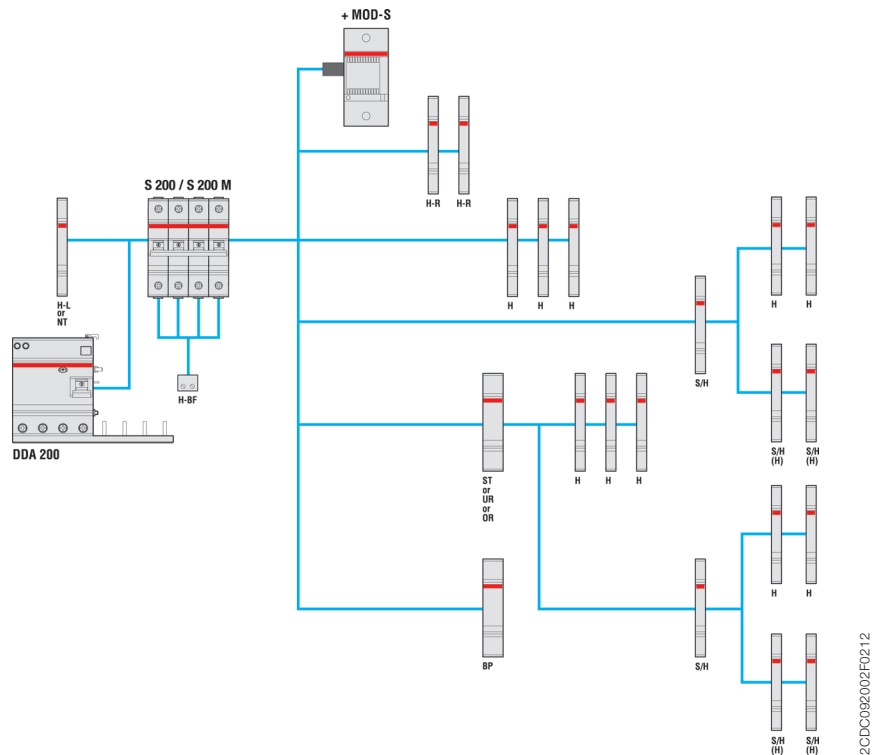 + MOD-S
H-R
H-R
S 200 / S 200 M
H-L
or
NT
H
H
H
H
H
S/H
H-BF
DDA 200
S/H
(H)
S/H
(H)
ST
or
UR
or
OR
H
H
H
H
H
BP
S/H
S/H
(H)
S/H
(H)
2CDC092002F0212